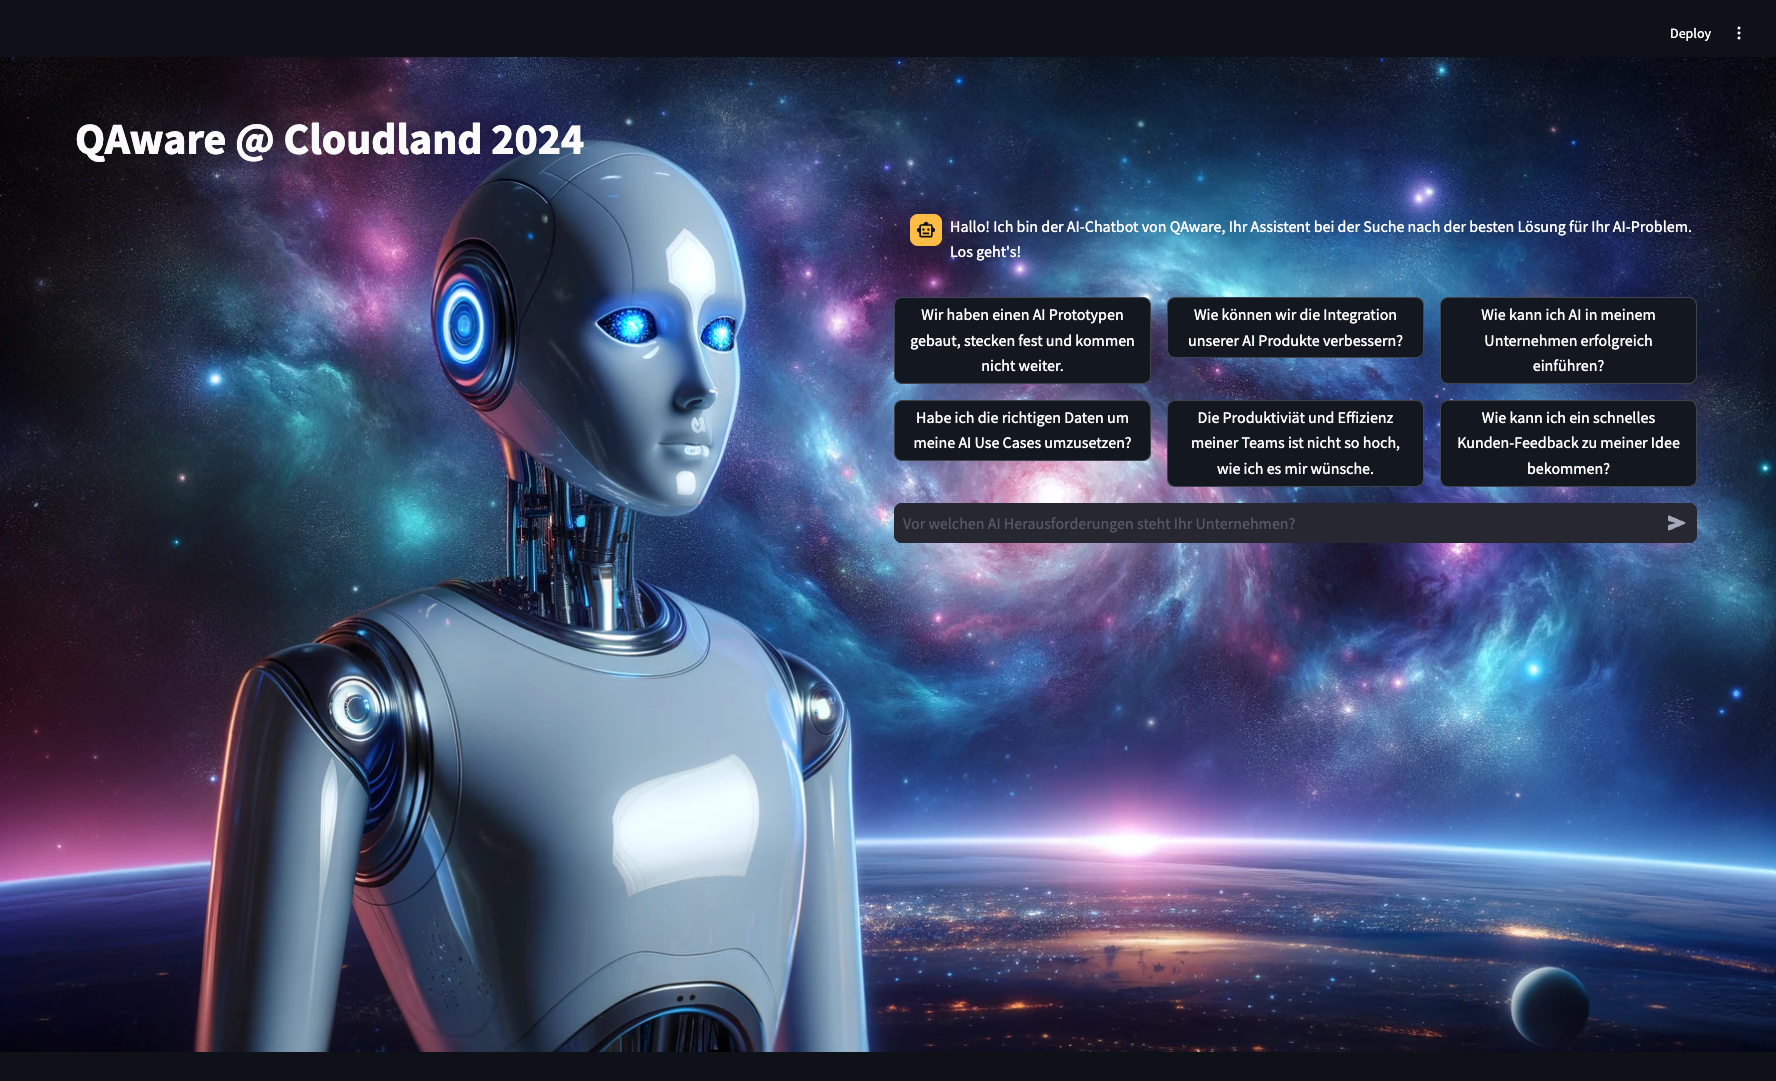 Deploy
QAware @ Cloudland 2024
Hallo! Ich bin der AI-Chatbot von QAware, Ihr Assistent bei der Suche nach der besten Lösung für Ihr AI-Problem.
Los geht's!
Wir haben einen AI Prototypen
gebaut, stecken fest und kommen
nicht weiter.
Wie können wir die Integration
unserer AI Produkte verbessern?
Wie kann ich AI in meinem
Unternehmen erfolgreich
einführen?
Habe ich die richtigen Daten um
meine AI Use Cases umzusetzen?
Die Produktiviät und Effizienz
meiner Teams ist nicht so hoch,
wie ich es mir wünsche.
Wie kann ich ein schnelles
Kunden-Feedback zu meiner Idee
bekommen?
Vor welchen AI Herausforderungen steht Ihr Unternehmen?